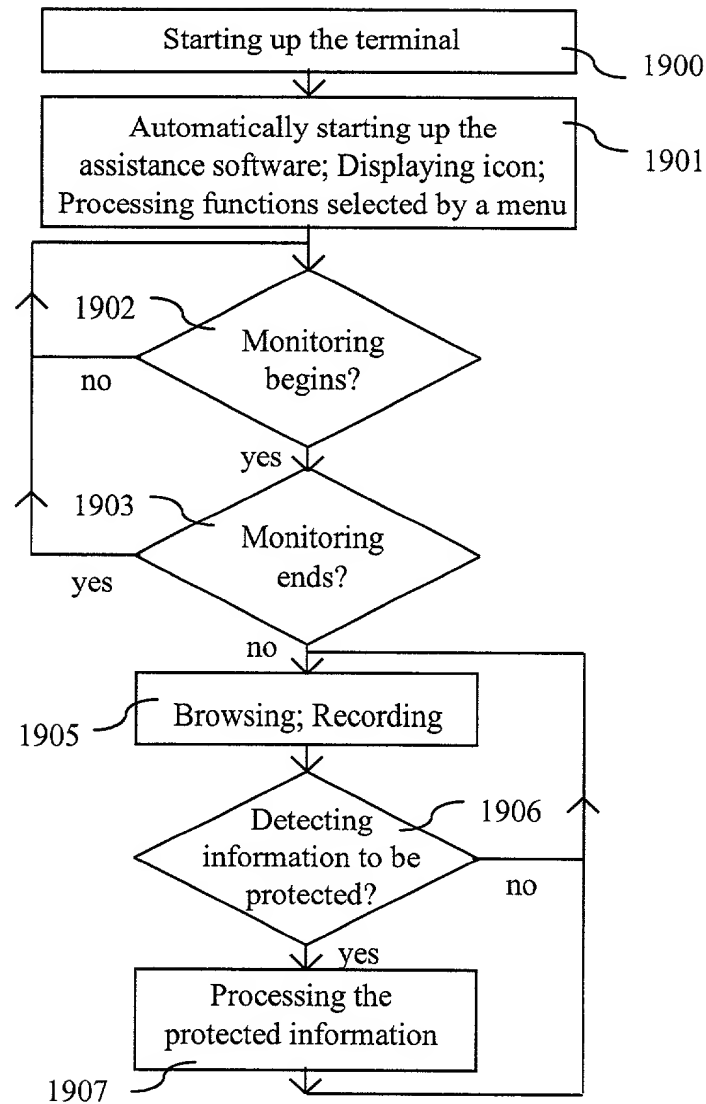 Starting up the terminal
1900
Automatically starting up the
assistance software; Displaying icon;
Processing functions selected by a menu
1901
1902
Monitoring
begins?
no
yes
1903
Monitoring
ends?
yes
no
Browsing; Recording
1905
1906
Detecting
information to be
protected?
no
yes
Processing the
protected information
1907